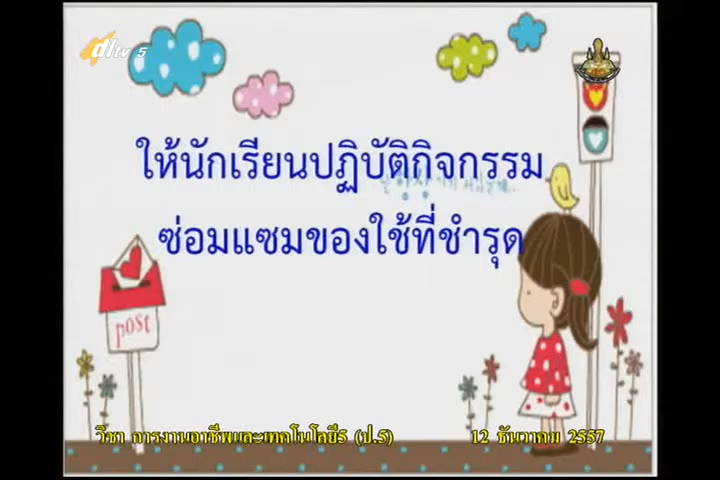 dltv 5
ให้นักเรียนปฏิบัติกิจกรรม
ซ่อมแซมของใช้ที่ชำรุด
post
วิชา การงานอาชีพและเทคโนโลยี5 (ป.5) 12 ธันวาคม 2557